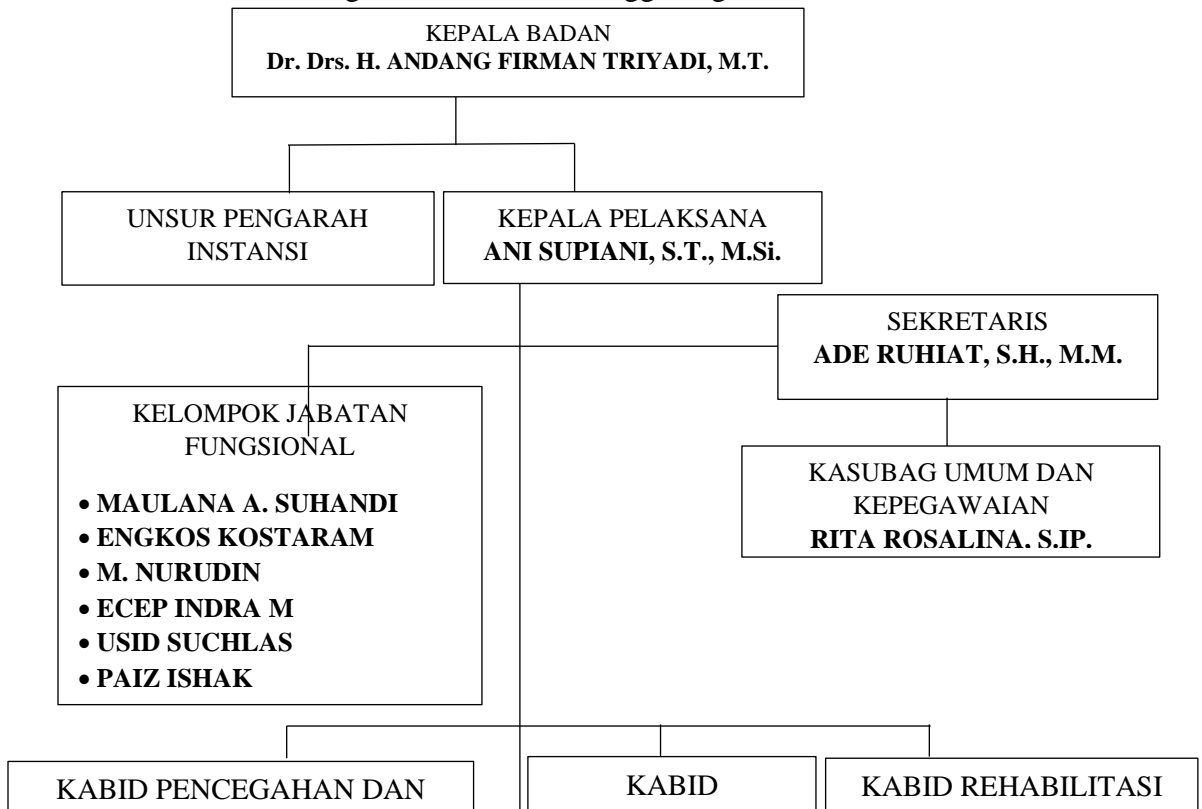 KEPALA BADAN
Dr. Drs. H. ANDANG FIRMAN TRIYADI, M.T.
UNSUR PENGARAH
INSTANSI
KEPALA PELAKSANA
ANI SUPIANI, S.T., M.Si.
SEKRETARIS
ADE RUHIAT, S.H., M.M.
KELOMPOK JABATAN
FUNGSIONAL
• MAULANA A. SUHANDI
• ENGKOS KOSTARAM
• M. NURUDIN
• ECEP INDRA M
• USID SUCHLAS
• PAIZ ISHAK
KASUBAG UMUM DAN
KEPEGAWAIAN
RITA ROSALINA, S.IP.
KABID PENCEGAHAN DAN
KABID
KABID REHABILITASI